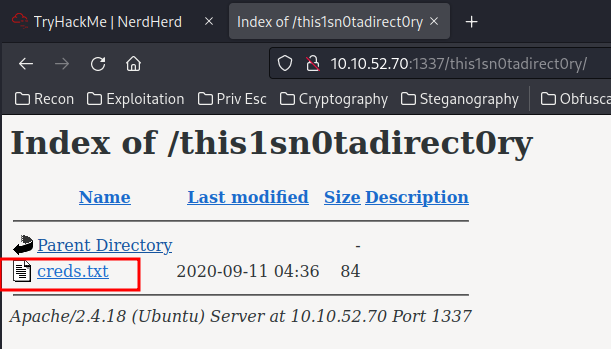 TryHackMe | NerdHerd
Index of /this1sn0tadirect0ry
10.10.52.70:1337/this1sn0tadirect0ry/
Recon Exploitation Priv Esc Cryptography Steganography Obfusca
Index of /this1sn0tadirect0ry
Name Last modified Size Description
Parent Directory -
creds.txt 2020-09-11 04:36 84
Apache/2.4.18 (Ubuntu) Server at 10.10.52.70 Port 1337